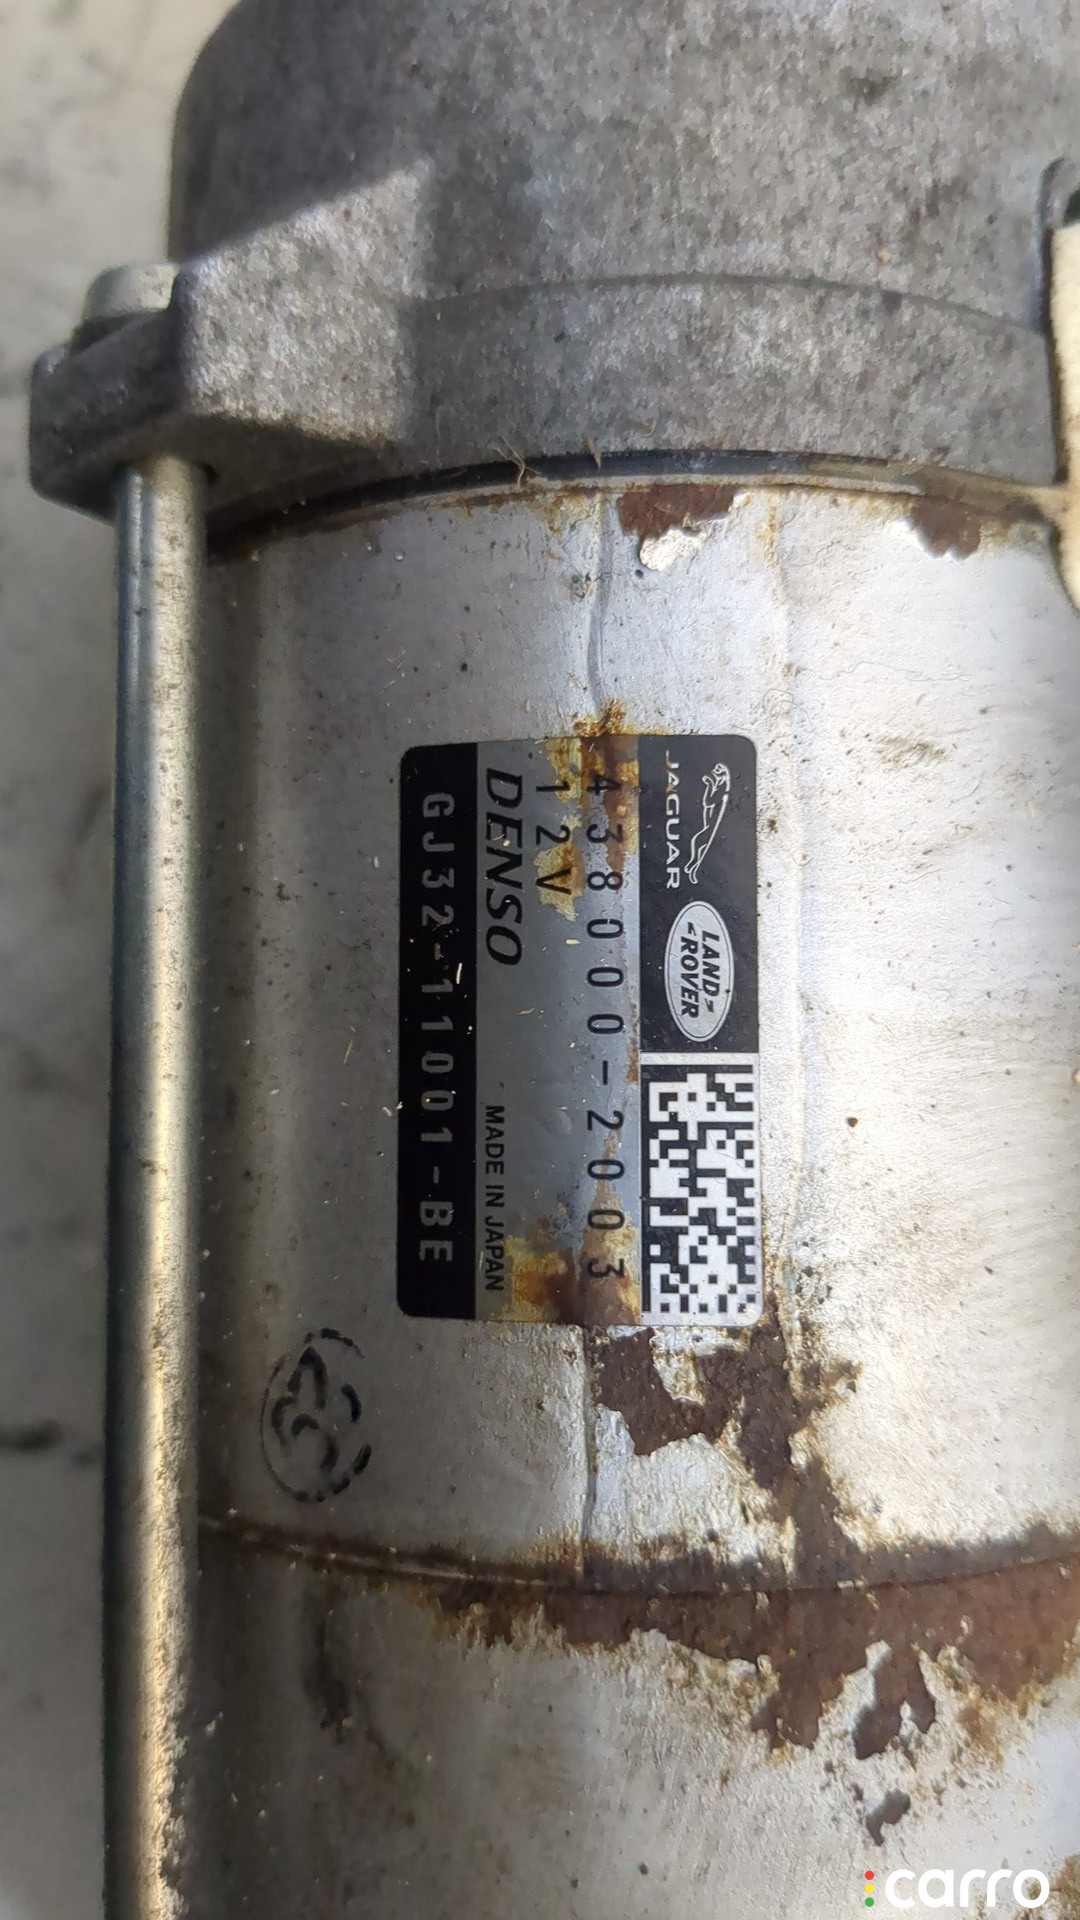 JAGUAR
LAND-
-ROVER
438000-2003
12V
DENSO
MADE IN JAPAN
GJ32-11001-BE
carro